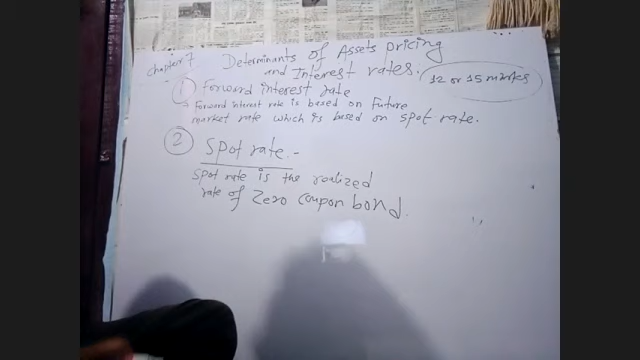 chapter 7 Determinants of Assets pricing
and Interest rates.
12 or 15 marks
1 Forward interest rate
→ Forward interest rate is based on Future
market rate which is based on spot rate.
2 Spot rate.-
Spot rate is the realized
rate of Zero coupon bond.